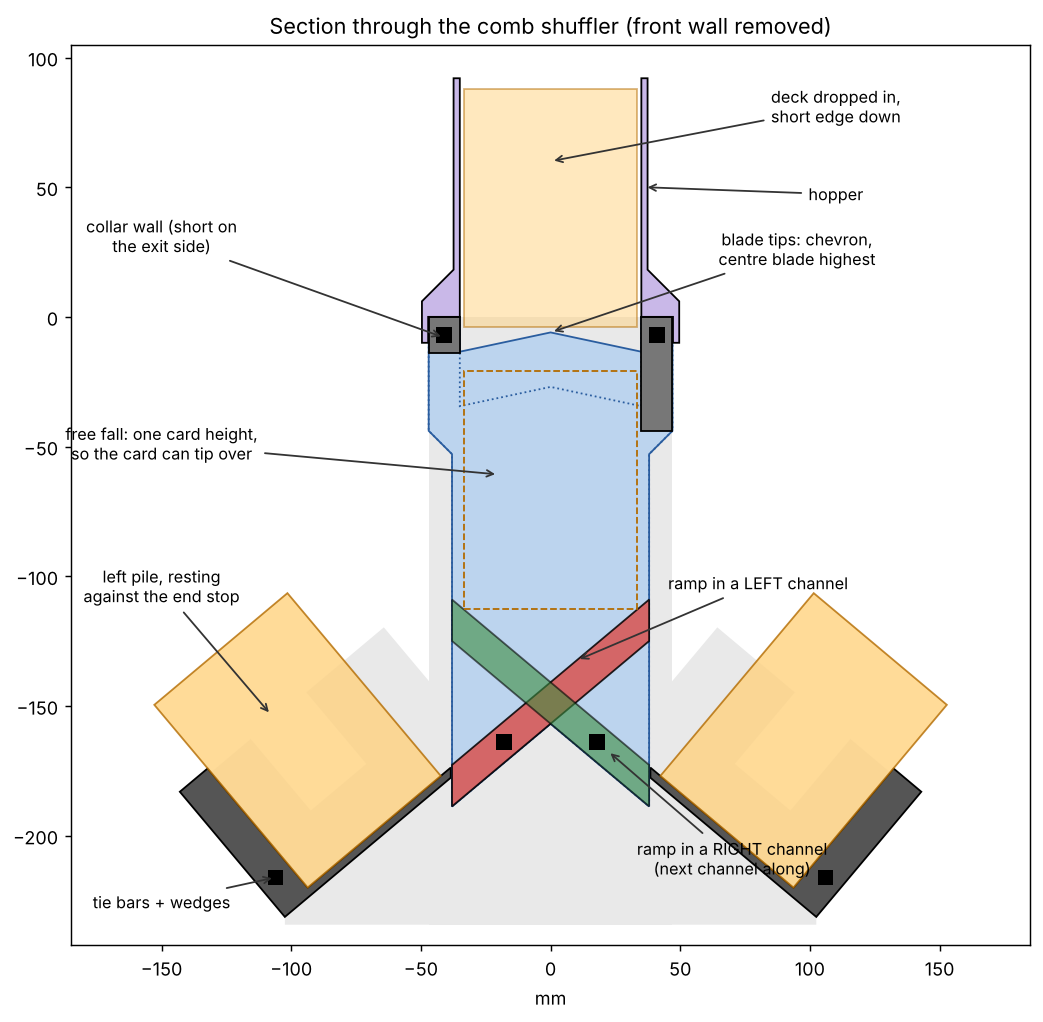 Section through the comb shuffler (front wall removed)
100
50
0
−50
−100
−150
−200
deck dropped in,
short edge down
hopper
collar wall (short on
the exit side)
blade tips: chevron,
centre blade highest
free fall: one card height,
so the card can tip over
left pile, resting
against the end stop
ramp in a LEFT channel
ramp in a RIGHT channel
(next channel along)
tie bars + wedges
−150
−100
−50
0
50
100
150
mm